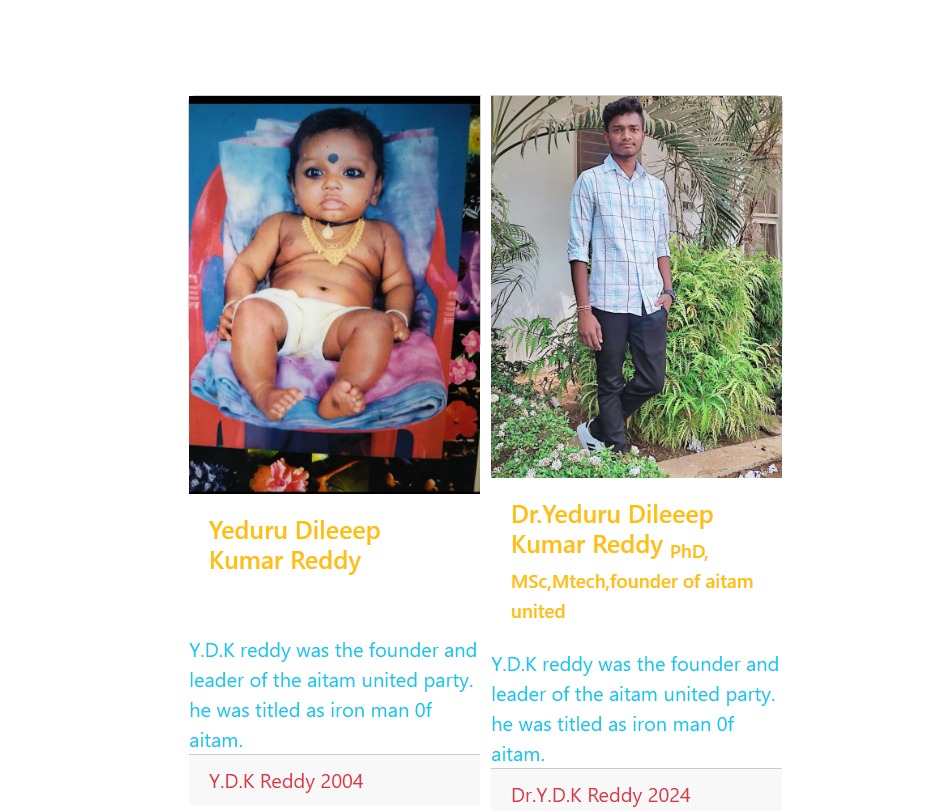 Yeduru Dileeep
Kumar Reddy
Y.D.K reddy was the founder and
leader of the aitam united party.
he was titled as iron man 0f
aitam.
Y.D.K Reddy 2004
Dr.Yeduru Dileeep
Kumar Reddy PhD,
MSc,Mtech,founder of aitam
united
Y.D.K reddy was the founder and
leader of the aitam united party.
he was titled as iron man 0f
aitam.
Dr.Y.D.K Reddy 2024